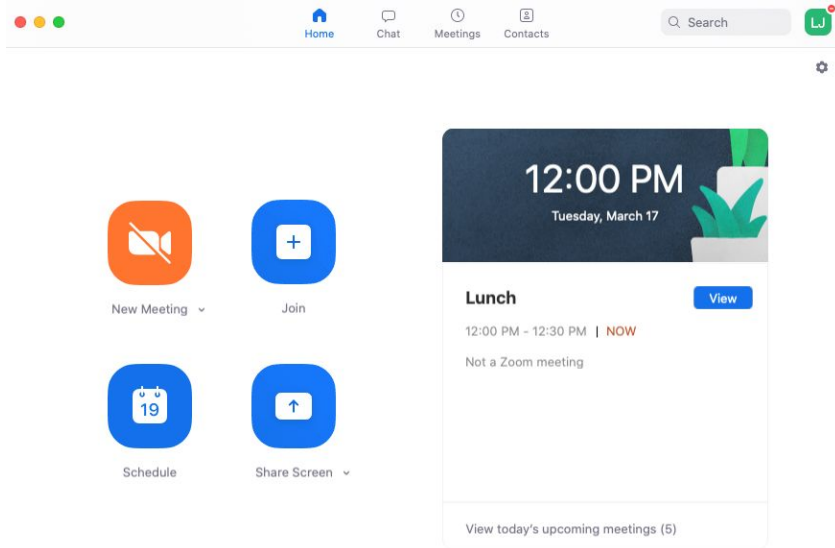 Home
Chat
Meetings
Contacts
Search
LJ
12:00 PM
Tuesday, March 17
New Meeting
Join
19
Schedule
Share Screen
Lunch
View
12:00 PM - 12:30 PM | NOW
Not a Zoom meeting
View today's upcoming meetings (5)